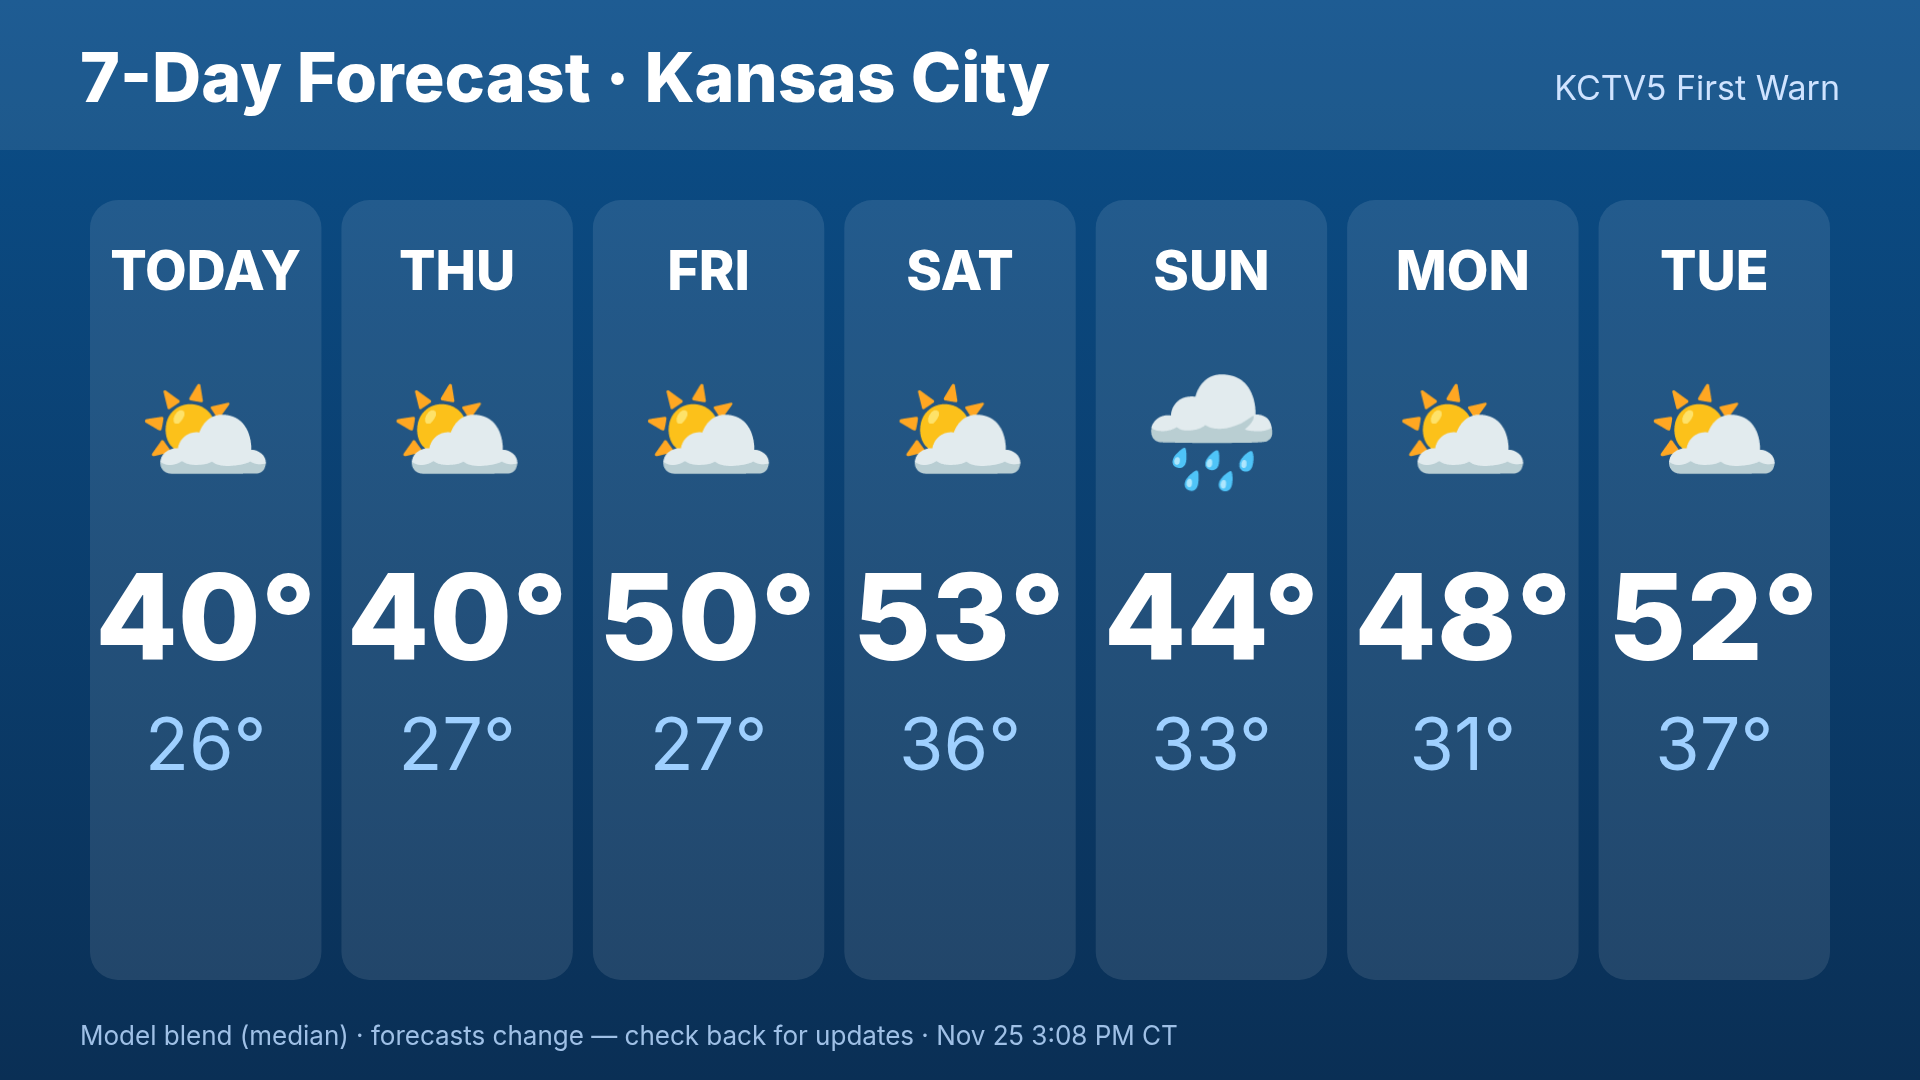 7-Day Forecast · Kansas City
KCTV5 First Warn
TODAY THU FRI SAT SUN MON TUE
40° 40° 50° 53° 44° 48° 52°
26° 27° 27° 36° 33° 31° 37°
Model blend (median) · forecasts change — check back for updates · Nov 25 3:08 PM CT